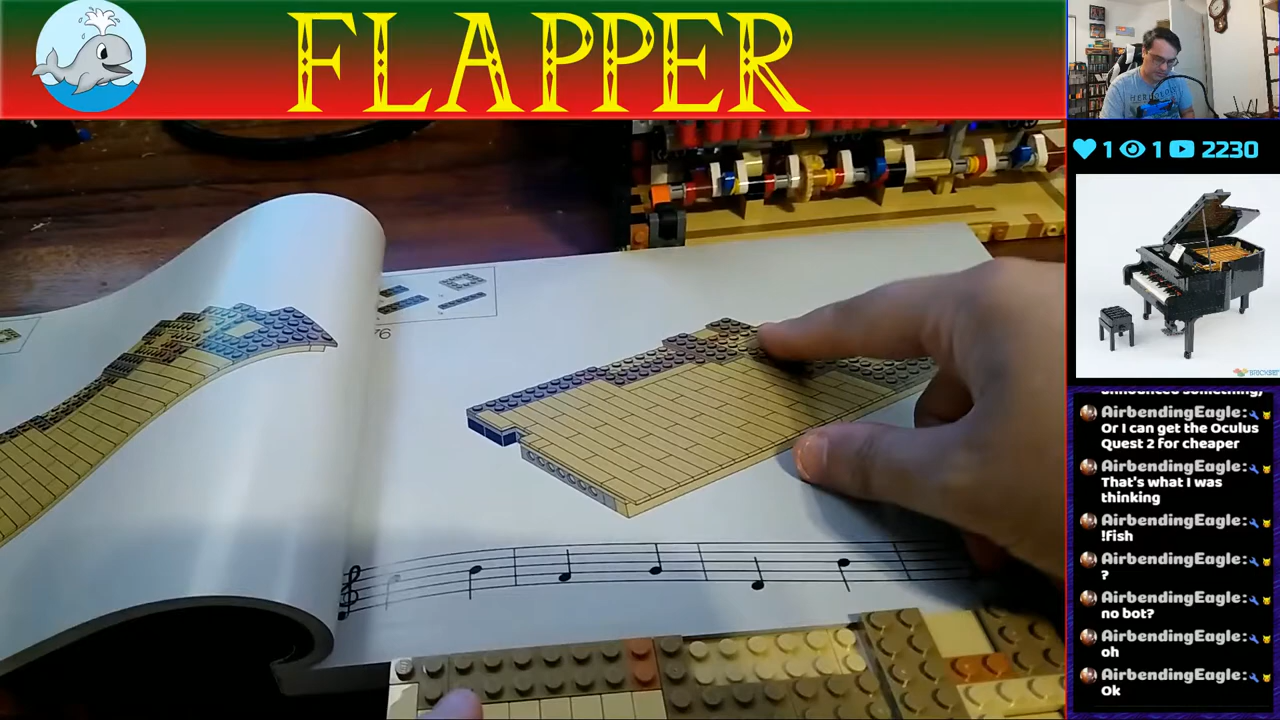 FLAPPER
1 1 2230
AirbendingEagle:
Or I can get the Oculus
Quest 2 for cheaper
AirbendingEagle:
That's what I was
thinking
AirbendingEagle:
!fish
AirbendingEagle:
?
AirbendingEagle:
no bot?
AirbendingEagle:
oh
AirbendingEagle:
Ok